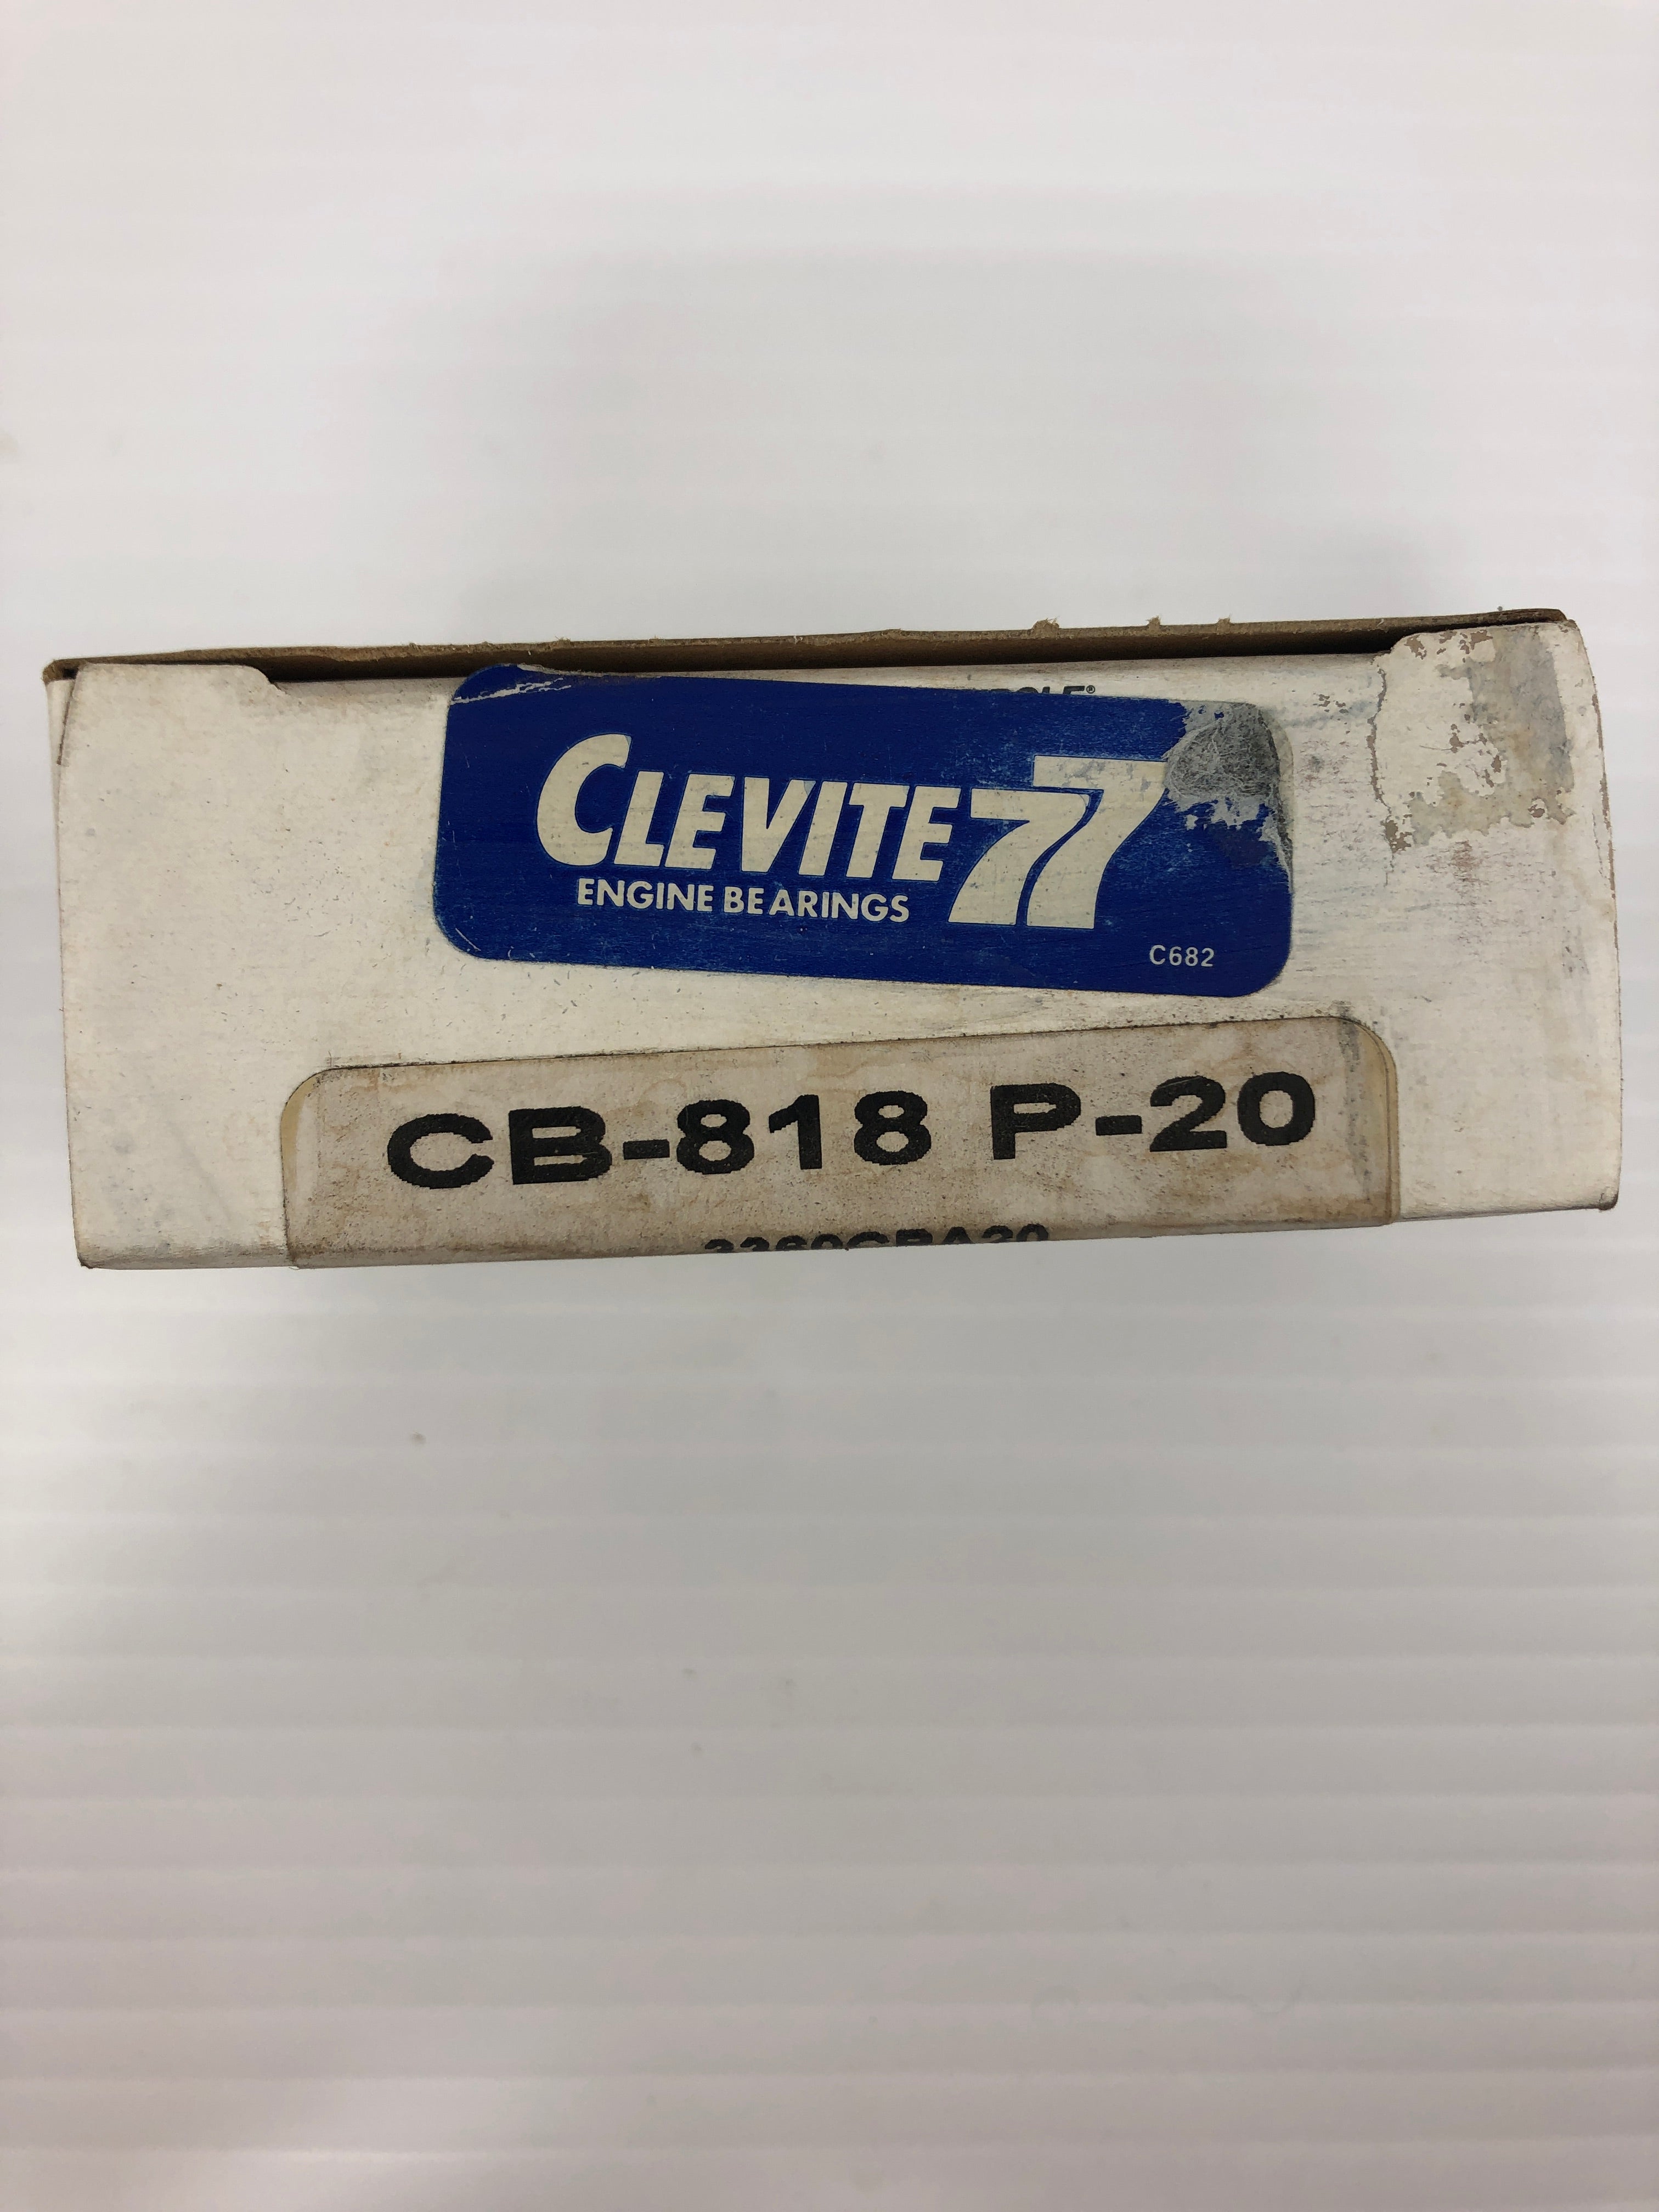 CLEVITE 77
ENGINE BEARINGS
C682
CB-818 P-20